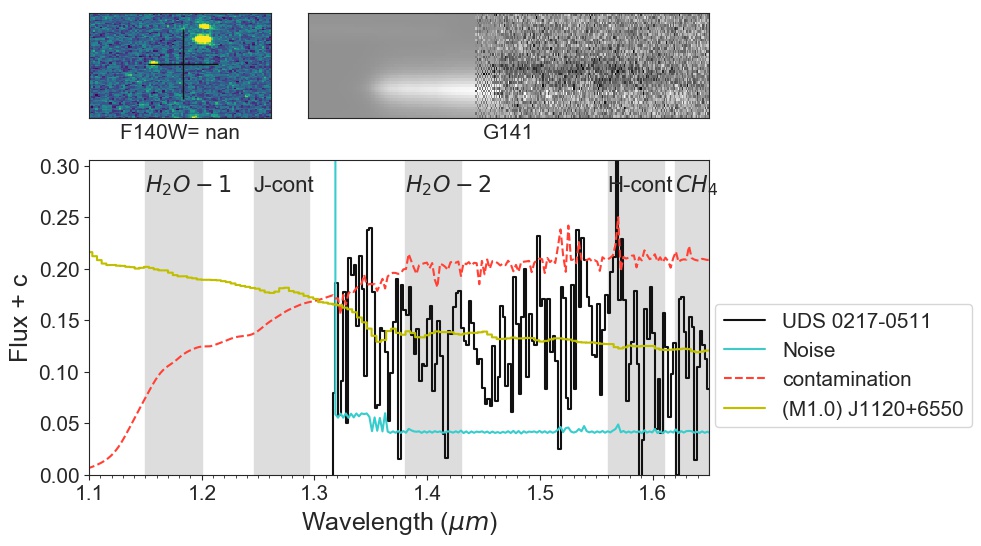 F140W= nan
G141
0.30
0.25
0.20
0.15
0.10
0.05
0.00
Flux + c
H₂O − 1
J-cont
H₂O − 2
H-cont
CH₄
1.1
1.2
1.3
1.4
1.5
1.6
Wavelength (μm)
UDS 0217-0511
Noise
contamination
(M1.0) J1120+6550